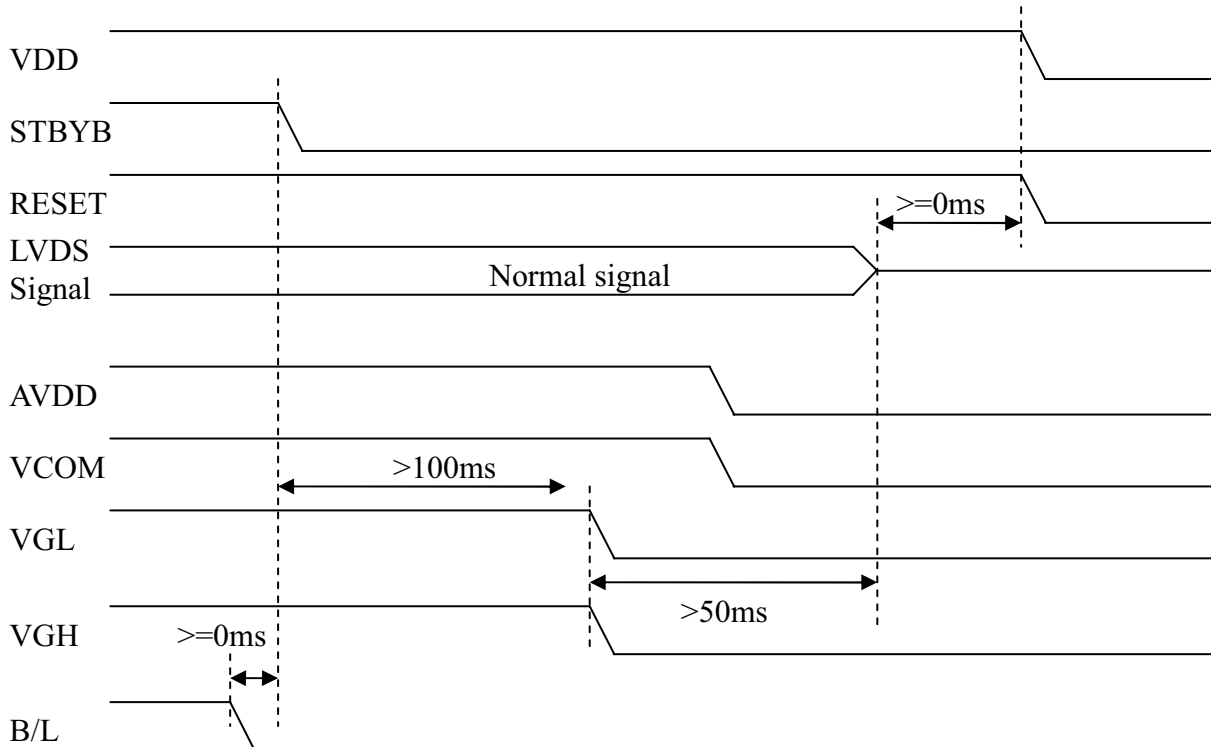 VDD
STBYB
RESET
>=0ms
LVDS
Signal
Normal signal
AVDD
VCOM
>100ms
VGL
>50ms
VGH
>=0ms
B/L